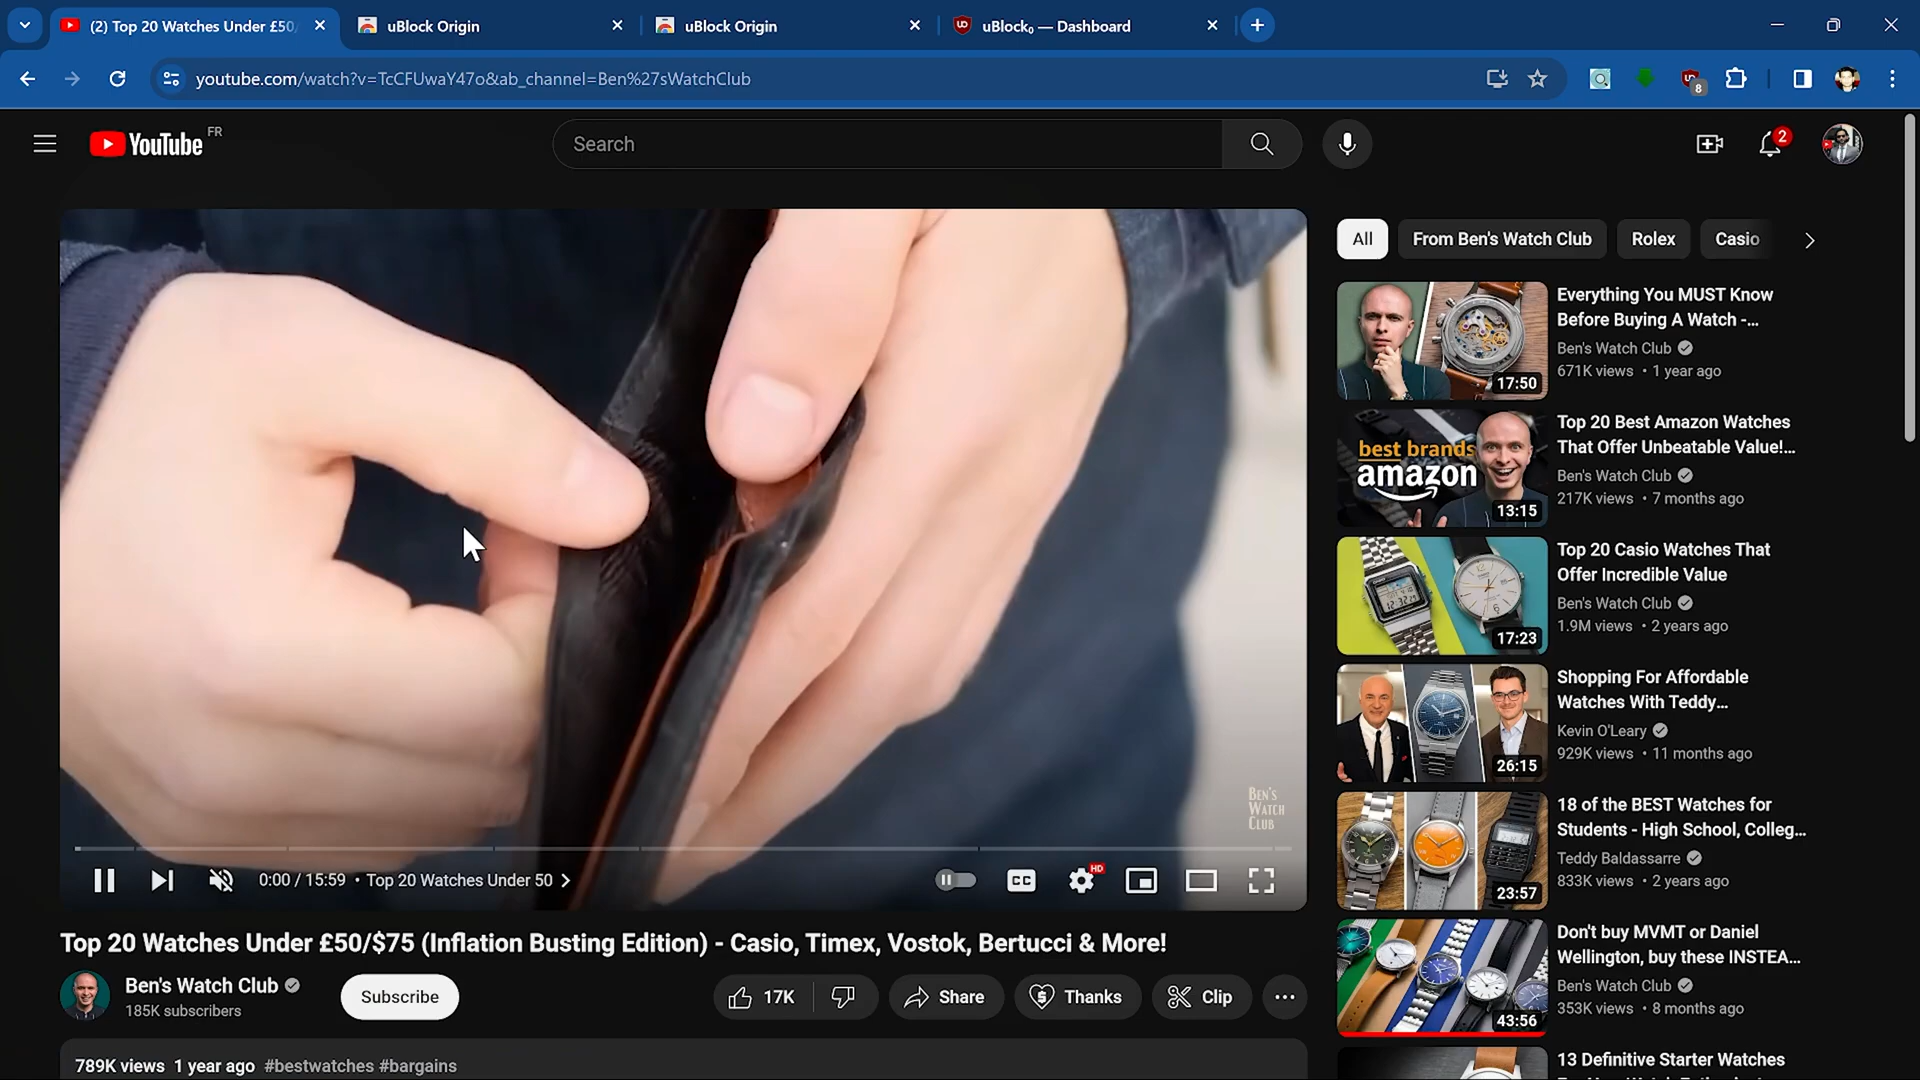 (2) Top 20 Watches Under £50/
uBlock Origin
uBlock Origin
uBlock₀ — Dashboard
youtube.com/watch?v=TcCFUwaY47o&ab_channel=Ben%27sWatchClub
8
YouTube FR
Search
2
All
From Ben's Watch Club
Rolex
Casio
Everything You MUST Know
Before Buying A Watch -...
Ben's Watch Club
671K views • 1 year ago
17:50
best brands
amazon
13:15
Top 20 Best Amazon Watches
That Offer Unbeatable Value!...
Ben's Watch Club
217K views • 7 months ago
Top 20 Casio Watches That
Offer Incredible Value
Ben's Watch Club
1.9M views • 2 years ago
17:23
Shopping For Affordable
Watches With Teddy...
Kevin O'Leary
929K views • 11 months ago
26:15
18 of the BEST Watches for
Students - High School, Colleg...
Teddy Baldassarre
833K views • 2 years ago
23:57
Don't buy MVMT or Daniel
Wellington, buy these INSTEA...
Ben's Watch Club
353K views • 8 months ago
43:56
13 Definitive Starter Watches
BEN'S
WATCH
CLUB
0:00 / 15:59 • Top 20 Watches Under 50
CC
HD
Top 20 Watches Under £50/$75 (Inflation Busting Edition) - Casio, Timex, Vostok, Bertucci & More!
Ben's Watch Club
185K subscribers
Subscribe
17K
Share
Thanks
Clip
789K views 1 year ago #bestwatches #bargains